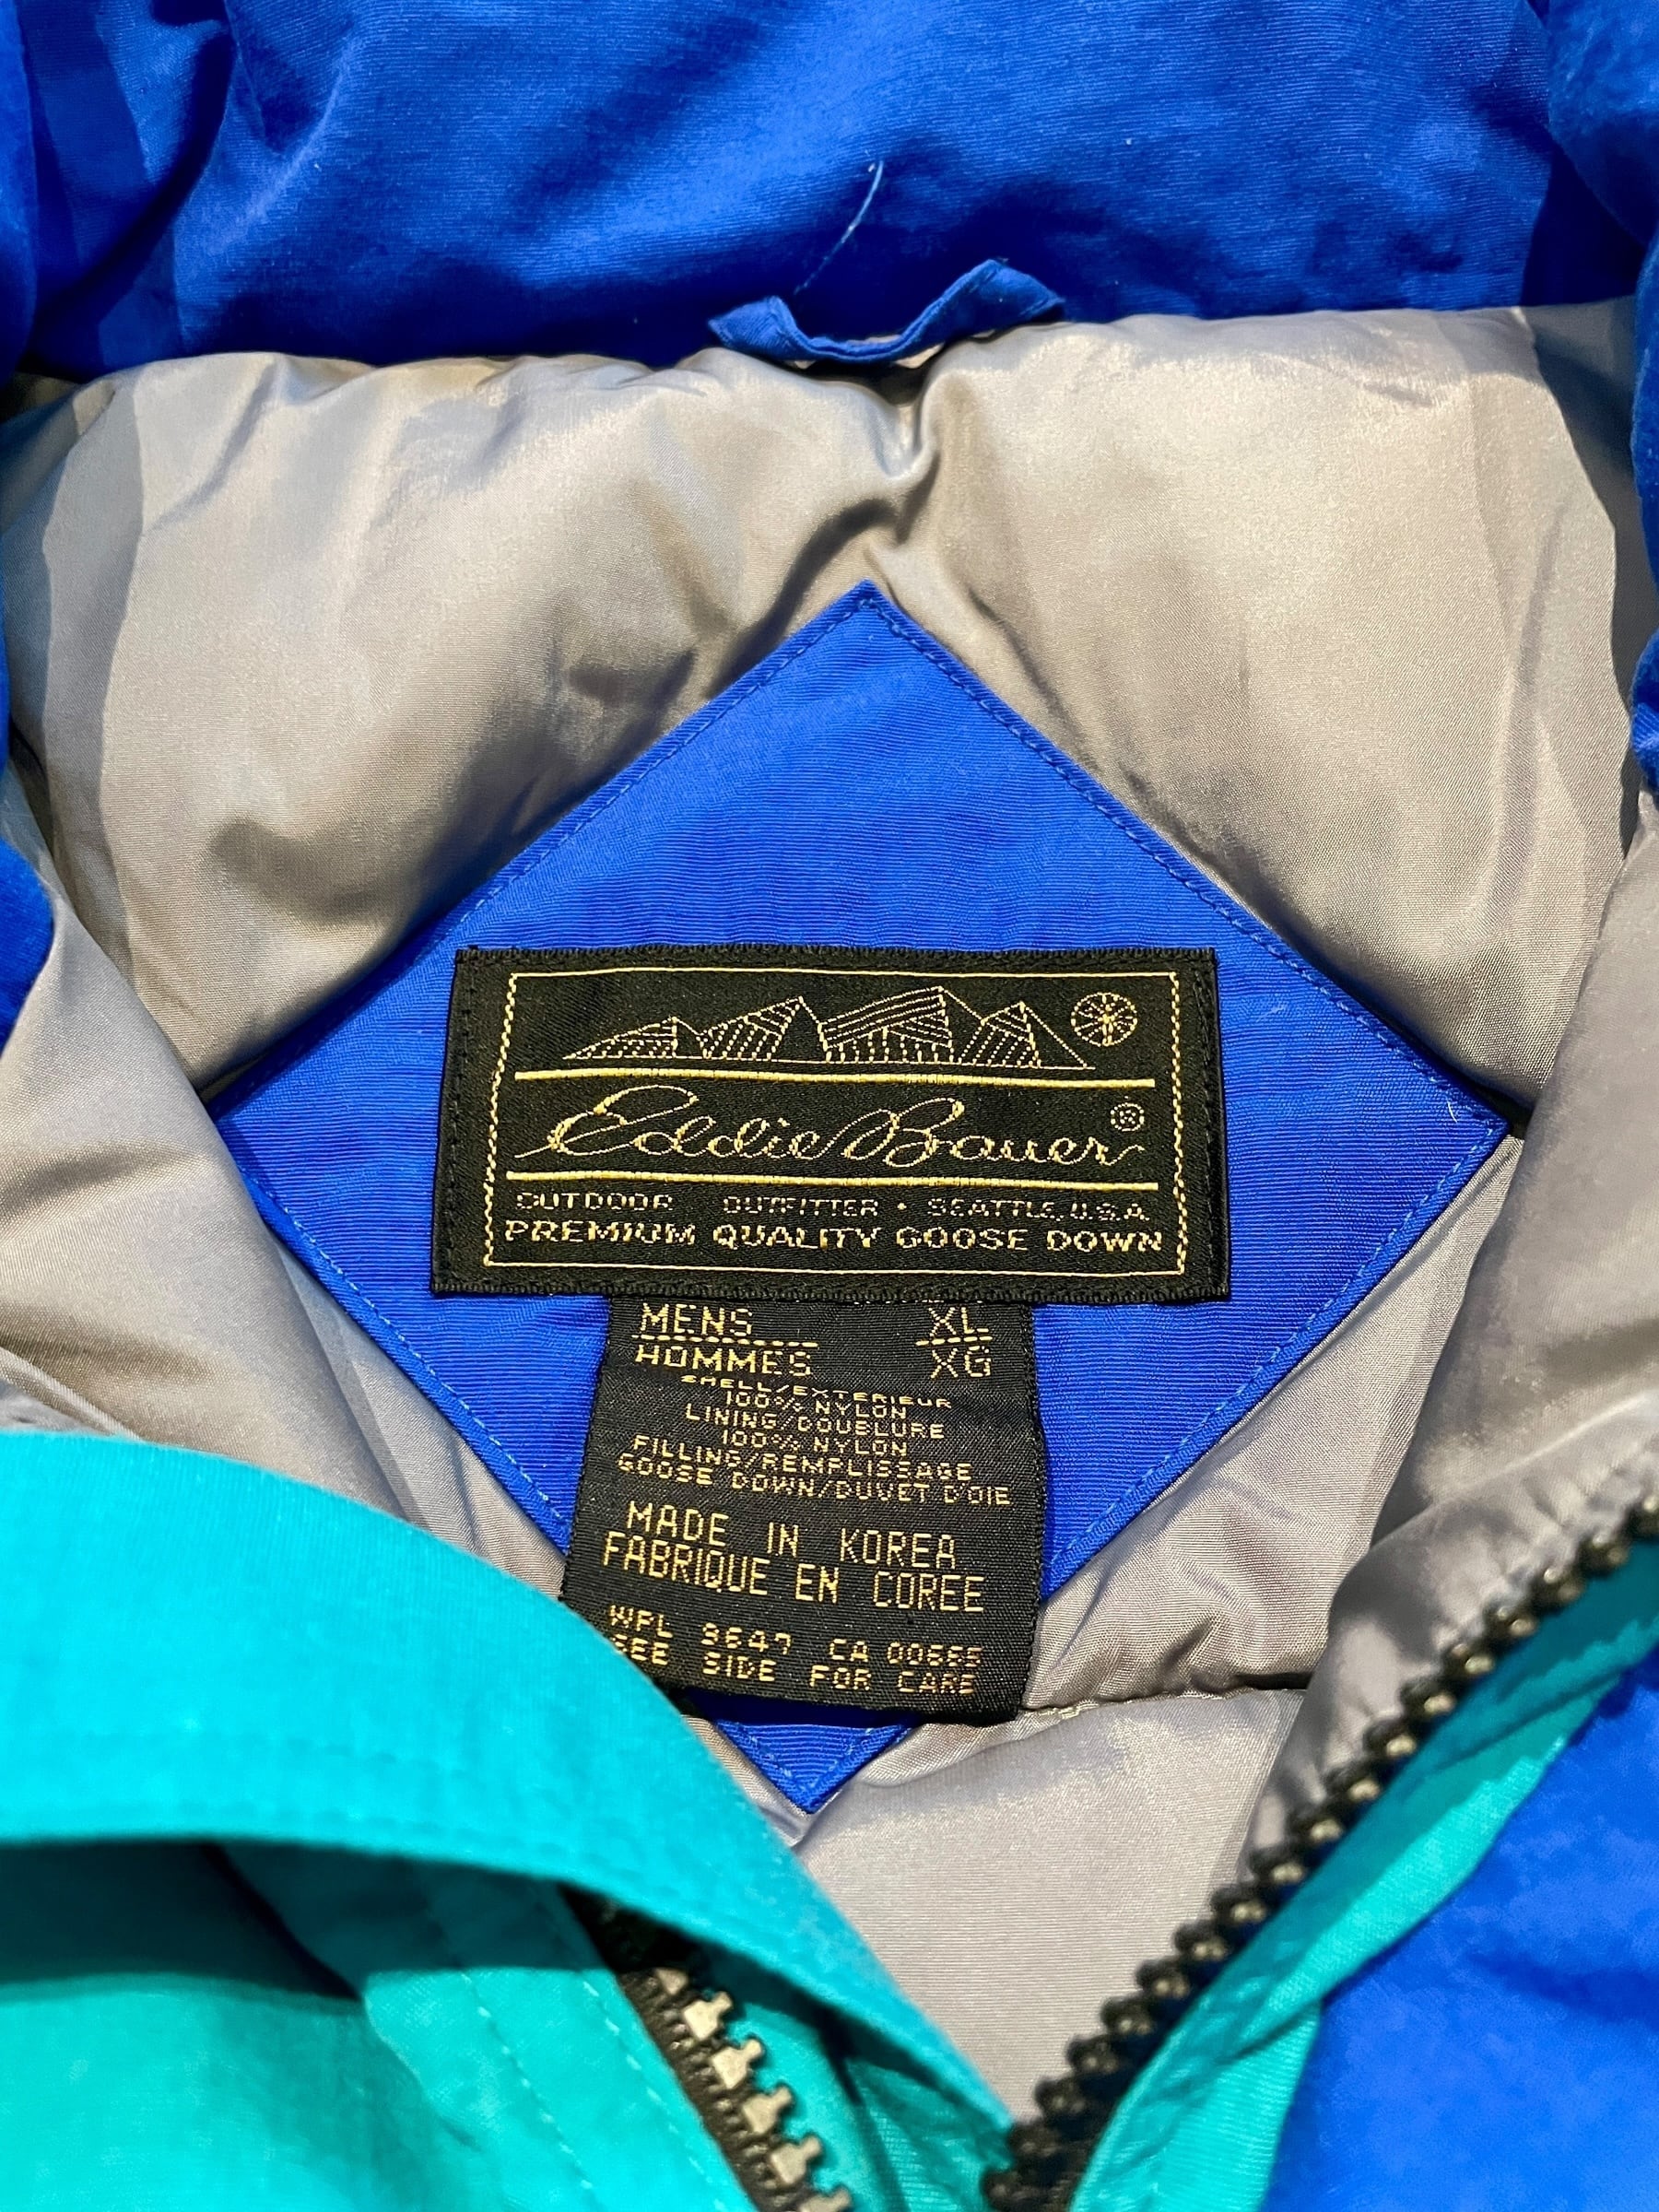 Eddie Bauer®
OUTDOOR OUTFITTER • SEATTLE, U.S.A.
PREMIUM QUALITY GOOSE DOWN
MENS XL
HOMMES XG
SHELL/EXTERIEUR
100% NYLON
LINING/DOUBLURE
100% NYLON
FILLING/REMPLISSAGE
GOOSE DOWN/DUVET D'OIE
MADE IN KOREA
FABRIQUE EN COREE
WPL CA
SEE SIDE FOR CARE